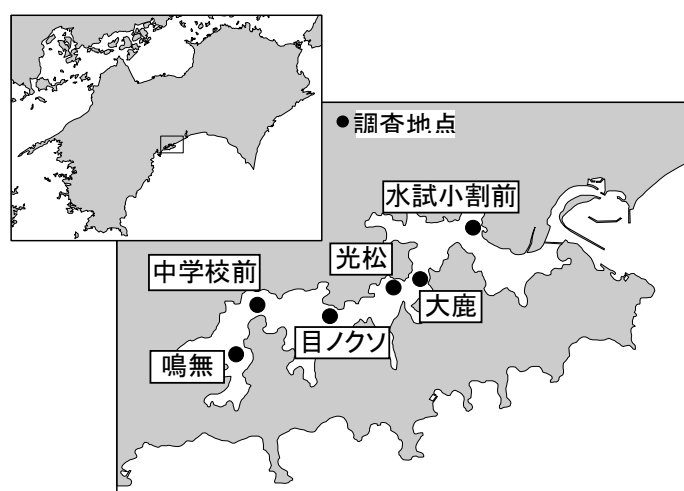 ●調査地点
水試小割前
光松
中学校前
大鹿
目ノクソ
鳴無